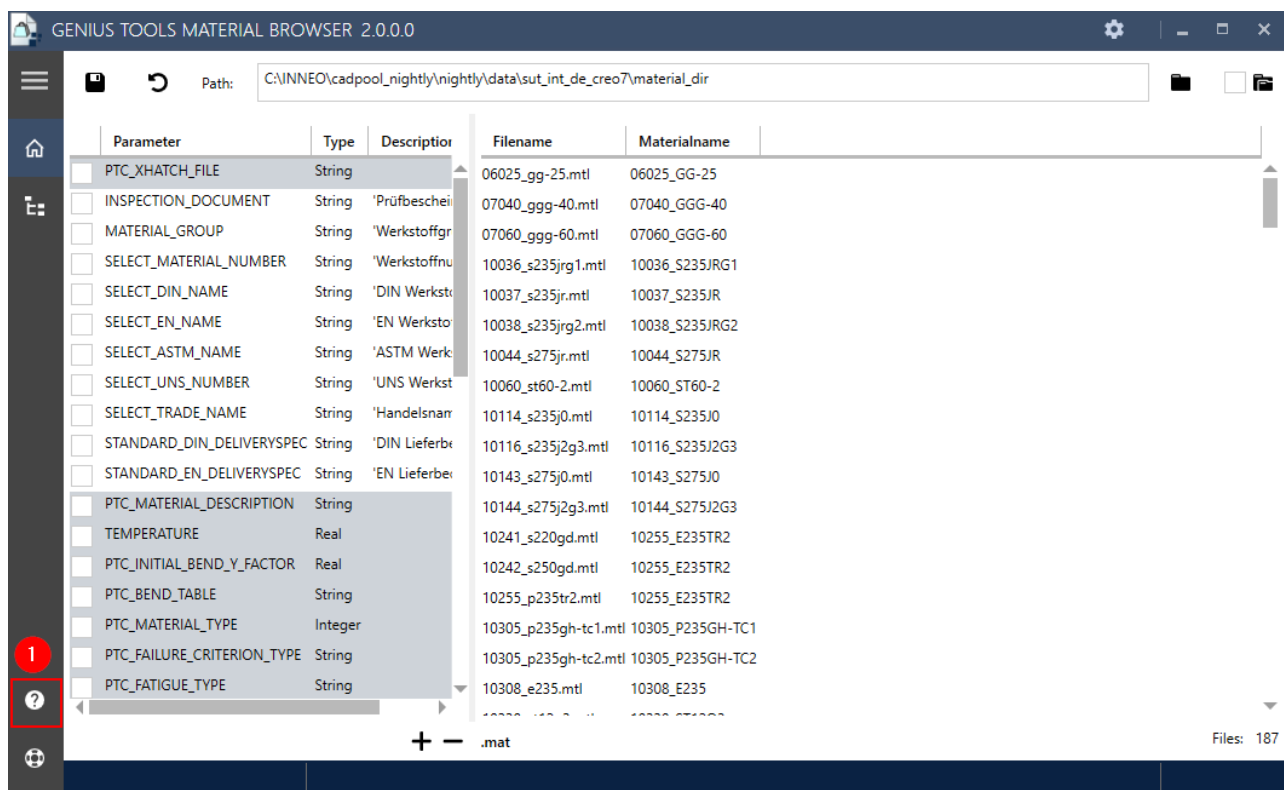 GENIUS TOOLS MATERIAL BROWSER 2.0.0.0
Path: C:\INNEO\cadpool_nightly\nightly\data\sut_int_de_creo7\material_dir
Parameter Type Description Filename Materialname
PTC_XHATCH_FILE String 06025_gg-25.mtl 06025_GG-25
INSPECTION_DOCUMENT String 'Prüfbeschei 07040_ggg-40.mtl 07040_GGG-40
MATERIAL_GROUP String 'Werkstoffgr 07060_ggg-60.mtl 07060_GGG-60
SELECT_MATERIAL_NUMBER String 'Werkstoffnu 10036_s235jrg1.mtl 10036_S235JRG1
SELECT_DIN_NAME String 'DIN Werksto 10037_s235jr.mtl 10037_S235JR
SELECT_EN_NAME String 'EN Werksto 10038_s235jrg2.mtl 10038_S235JRG2
SELECT_ASTM_NAME String 'ASTM Werk 10044_s275jr.mtl 10044_S275JR
SELECT_UNS_NUMBER String 'UNS Werkst 10060_st60-2.mtl 10060_ST60-2
SELECT_TRADE_NAME String 'Handelsnam 10114_s235j0.mtl 10114_S235J0
STANDARD_DIN_DELIVERYSPEC String 'DIN Lieferbe 10116_s235j2g3.mtl 10116_S235J2G3
STANDARD_EN_DELIVERYSPEC String 'EN Lieferbe 10143_s275j0.mtl 10143_S275J0
PTC_MATERIAL_DESCRIPTION String 10144_s275j2g3.mtl 10144_S275J2G3
TEMPERATURE Real 10241_s220gd.mtl 10255_E235TR2
PTC_INITIAL_BEND_Y_FACTOR Real 10242_s250gd.mtl 10255_E235TR2
PTC_BEND_TABLE String 10255_p235tr2.mtl 10255_E235TR2
PTC_MATERIAL_TYPE Integer 10305_p235gh-tc1.mtl 10305_P235GH-TC1
1 PTC_FAILURE_CRITERION_TYPE String 10305_p235gh-tc2.mtl 10305_P235GH-TC2
PTC_FATIGUE_TYPE String 10308_e235.mtl 10308_E235
.mat Files: 187